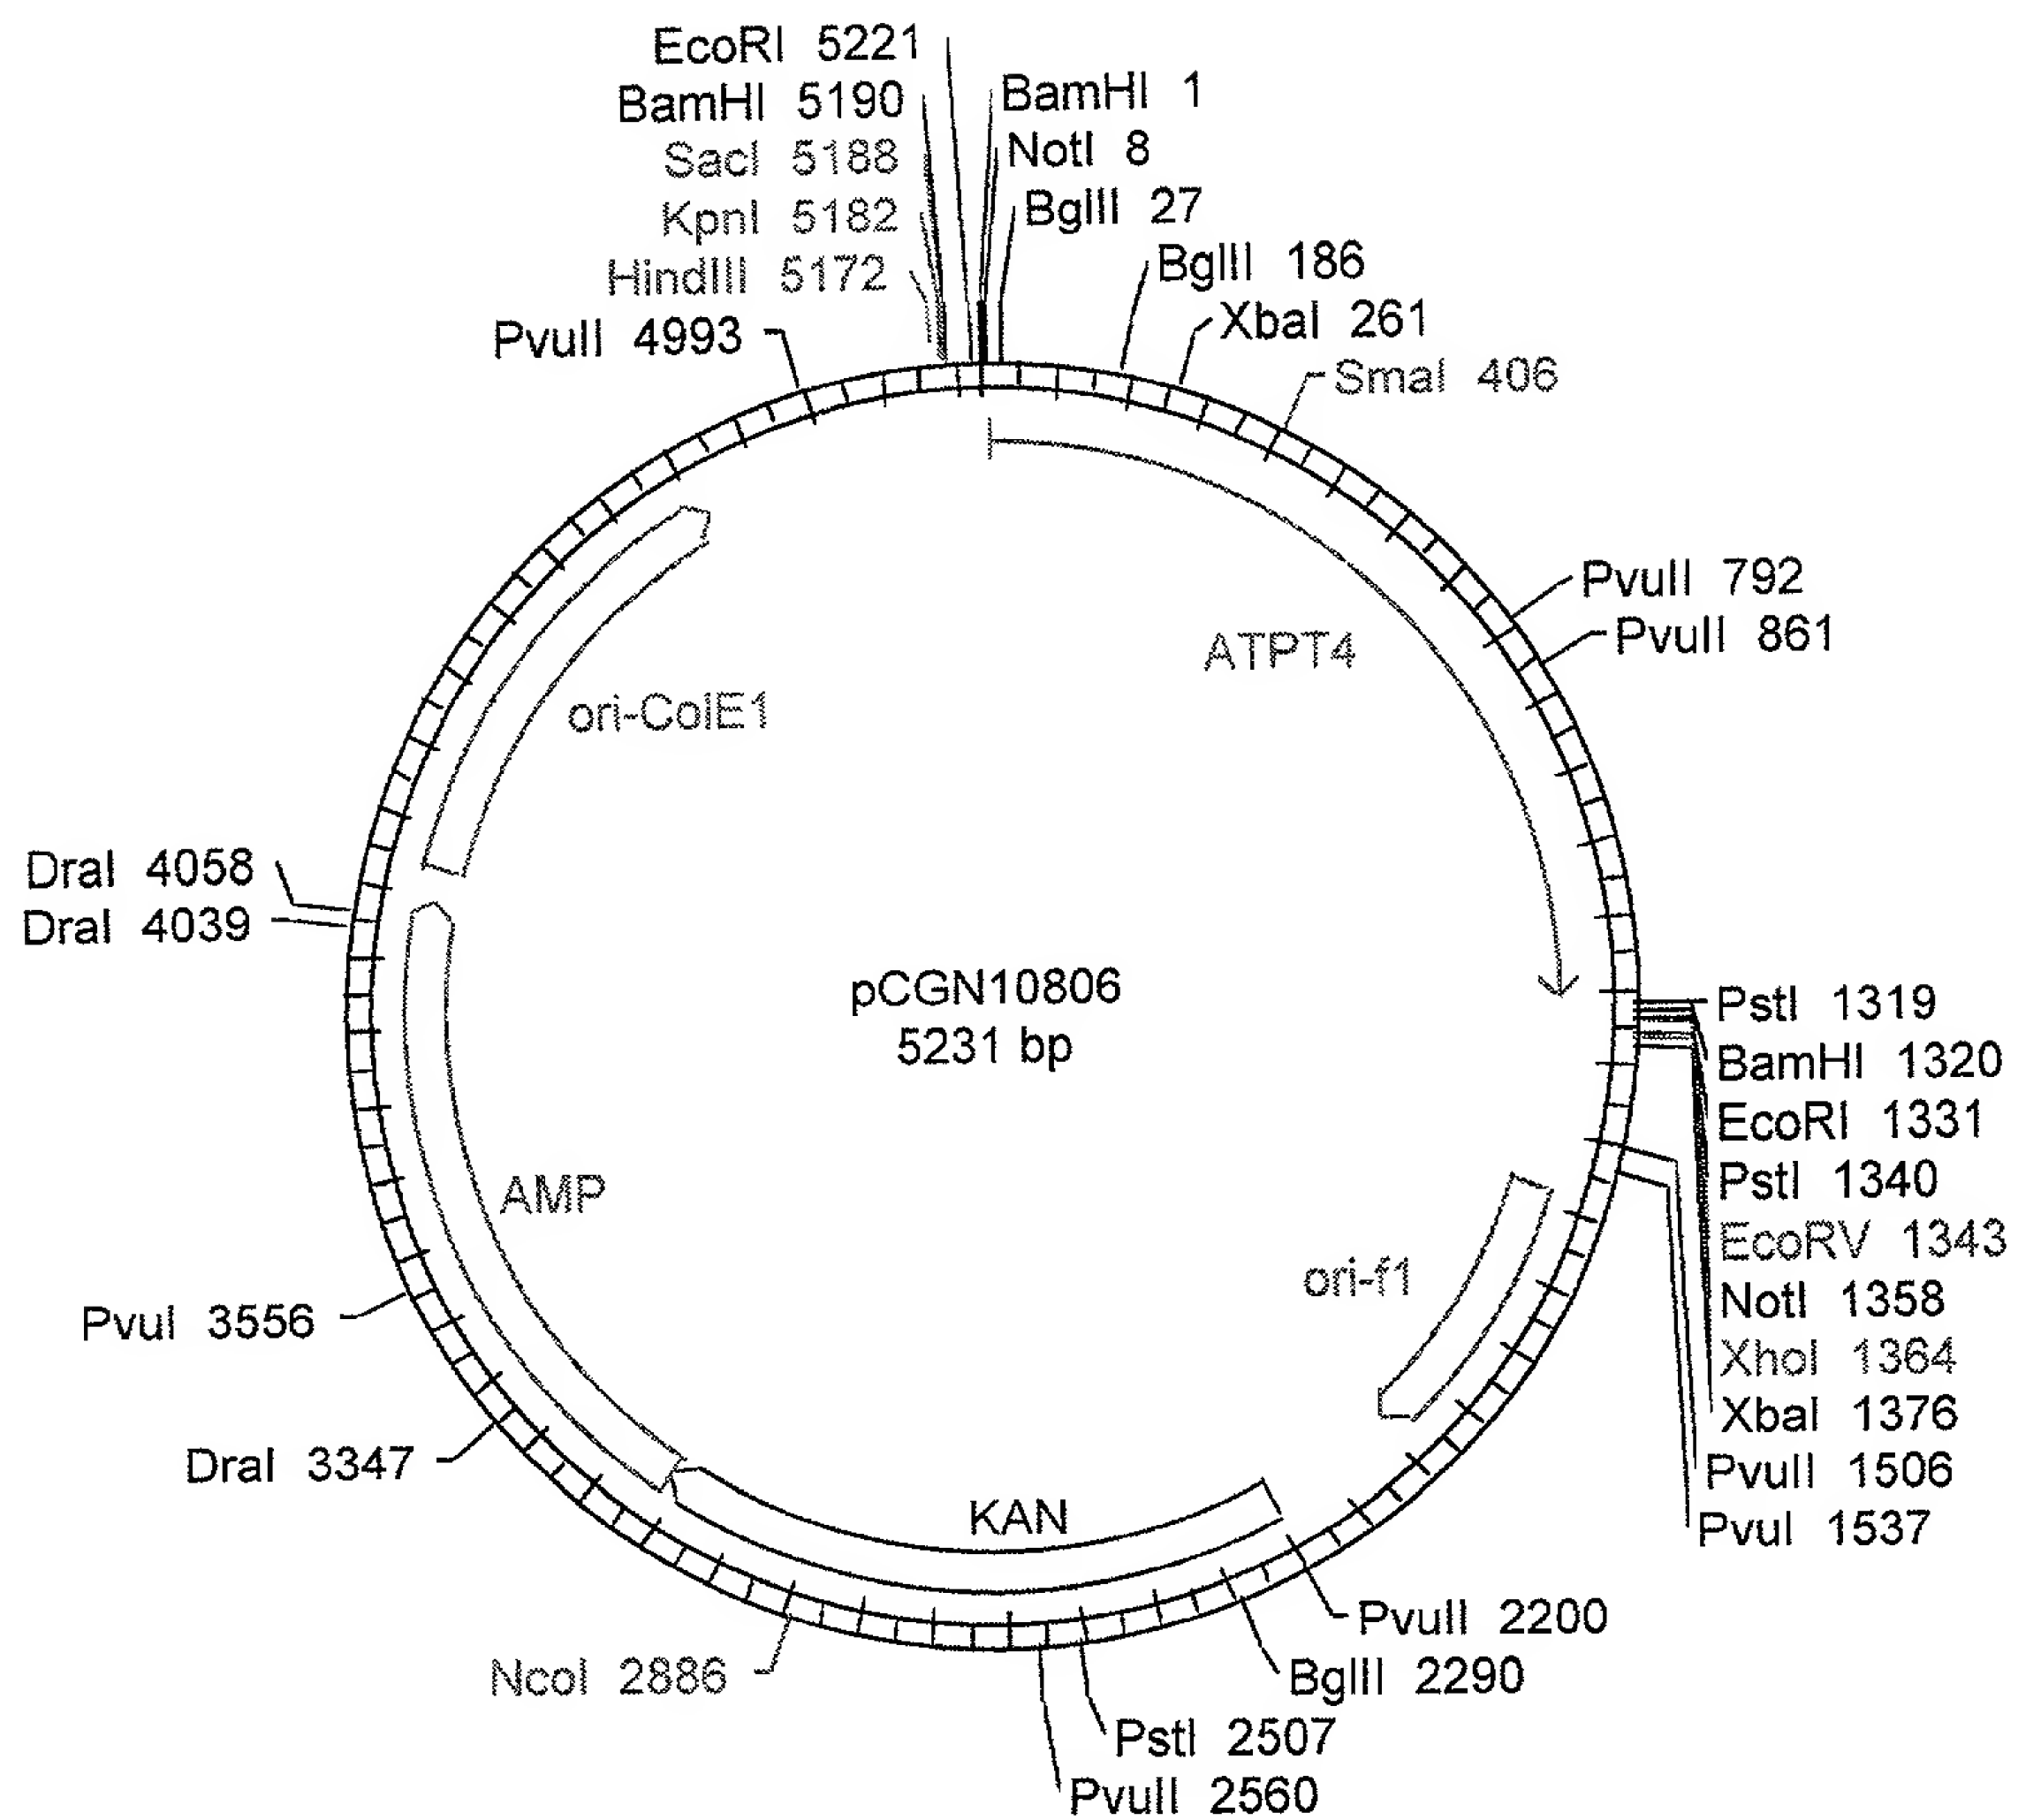 EcoRI 5221
BamHI 5190
SacI 5188
KpnI 5182
HindIII 5172
PvuII 4993
BamHI 1
NotI 8
BglII 27
BglII 186
XbaI 261
SmaI 406
PvuII 792
PvuII 861
ATPT4
ori-ColE1
DraI 4058
DraI 4039
pCGN10806
5231 bp
PstI 1319
BamHI 1320
EcoRI 1331
PstI 1340
EcoRV 1343
NotI 1358
XhoI 1364
XbaI 1376
PvuII 1506
PvuI 1537
AMP
ori-f1
PvuI 3556
DraI 3347
KAN
NcoI 2886
PvuII 2200
BglII 2290
PstI 2507
PvuII 2560